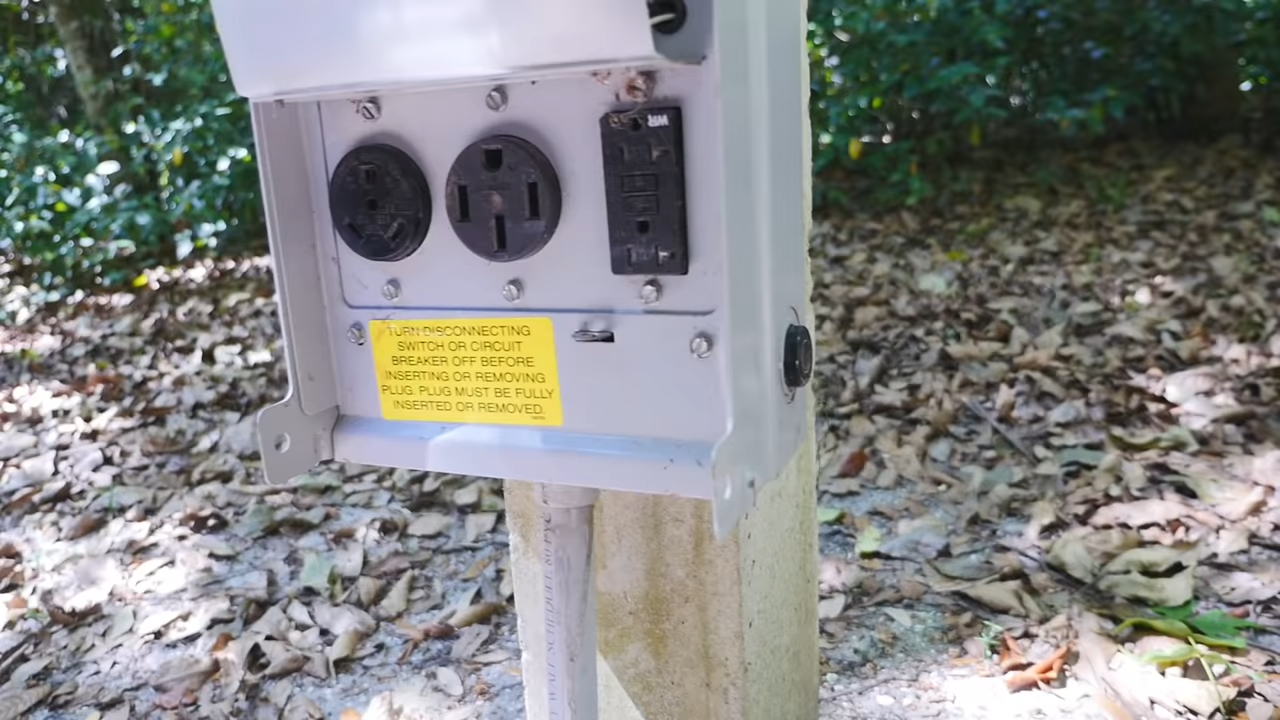 WR
TURN DISCONNECTING
SWITCH OR CIRCUIT
BREAKER OFF BEFORE
INSERTING OR REMOVING
PLUG. PLUG MUST BE FULLY
INSERTED OR REMOVED.